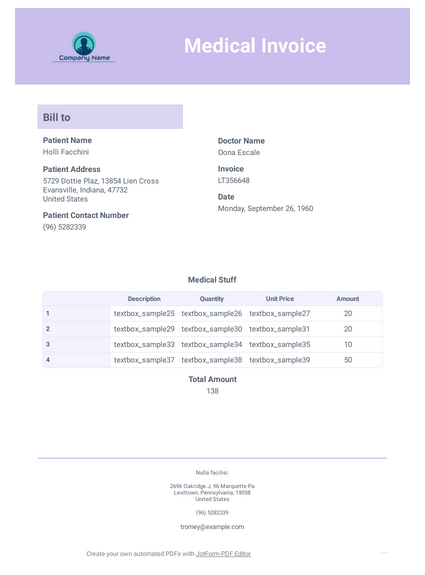 Company Name
Medical Invoice
Bill to
Patient Name
Holli Facchini
Patient Address
5729 Dottie Plaz, 13854 Lien Cross
Evansville, Indiana, 47732
United States
Patient Contact Number
(96) 5282339
Doctor Name
Oona Escale
Invoice
LT356648
Date
Monday, September 26, 1960
Medical Stuff
Description Quantity Unit Price Amount
1 textbox_sample25 textbox_sample26 textbox_sample27 20
2 textbox_sample29 textbox_sample30 textbox_sample31 20
3 textbox_sample33 textbox_sample34 textbox_sample35 10
4 textbox_sample37 textbox_sample38 textbox_sample39 50
Total Amount
138
Nulla facilisi.
2696 Oakridge J, 96 Marquette Pa
Levittown, Pennsylvania, 19058
United States
(96) 5282339
tromey@example.com
Create your own automated PDFs with JotForm PDF Editor